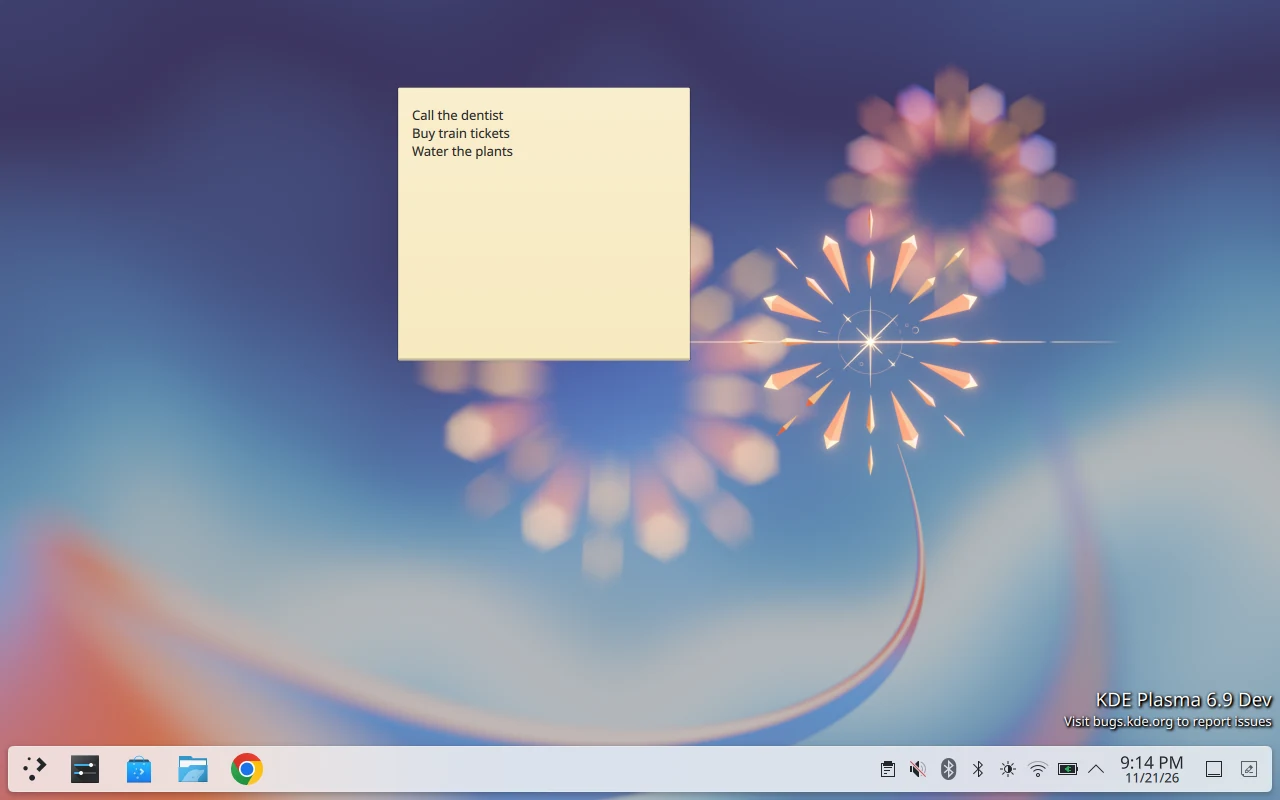 Call the dentist
Buy train tickets
Water the plants
KDE Plasma 6.9 Dev
Visit bugs.kde.org to report issues
9:14 PM
11/21/26